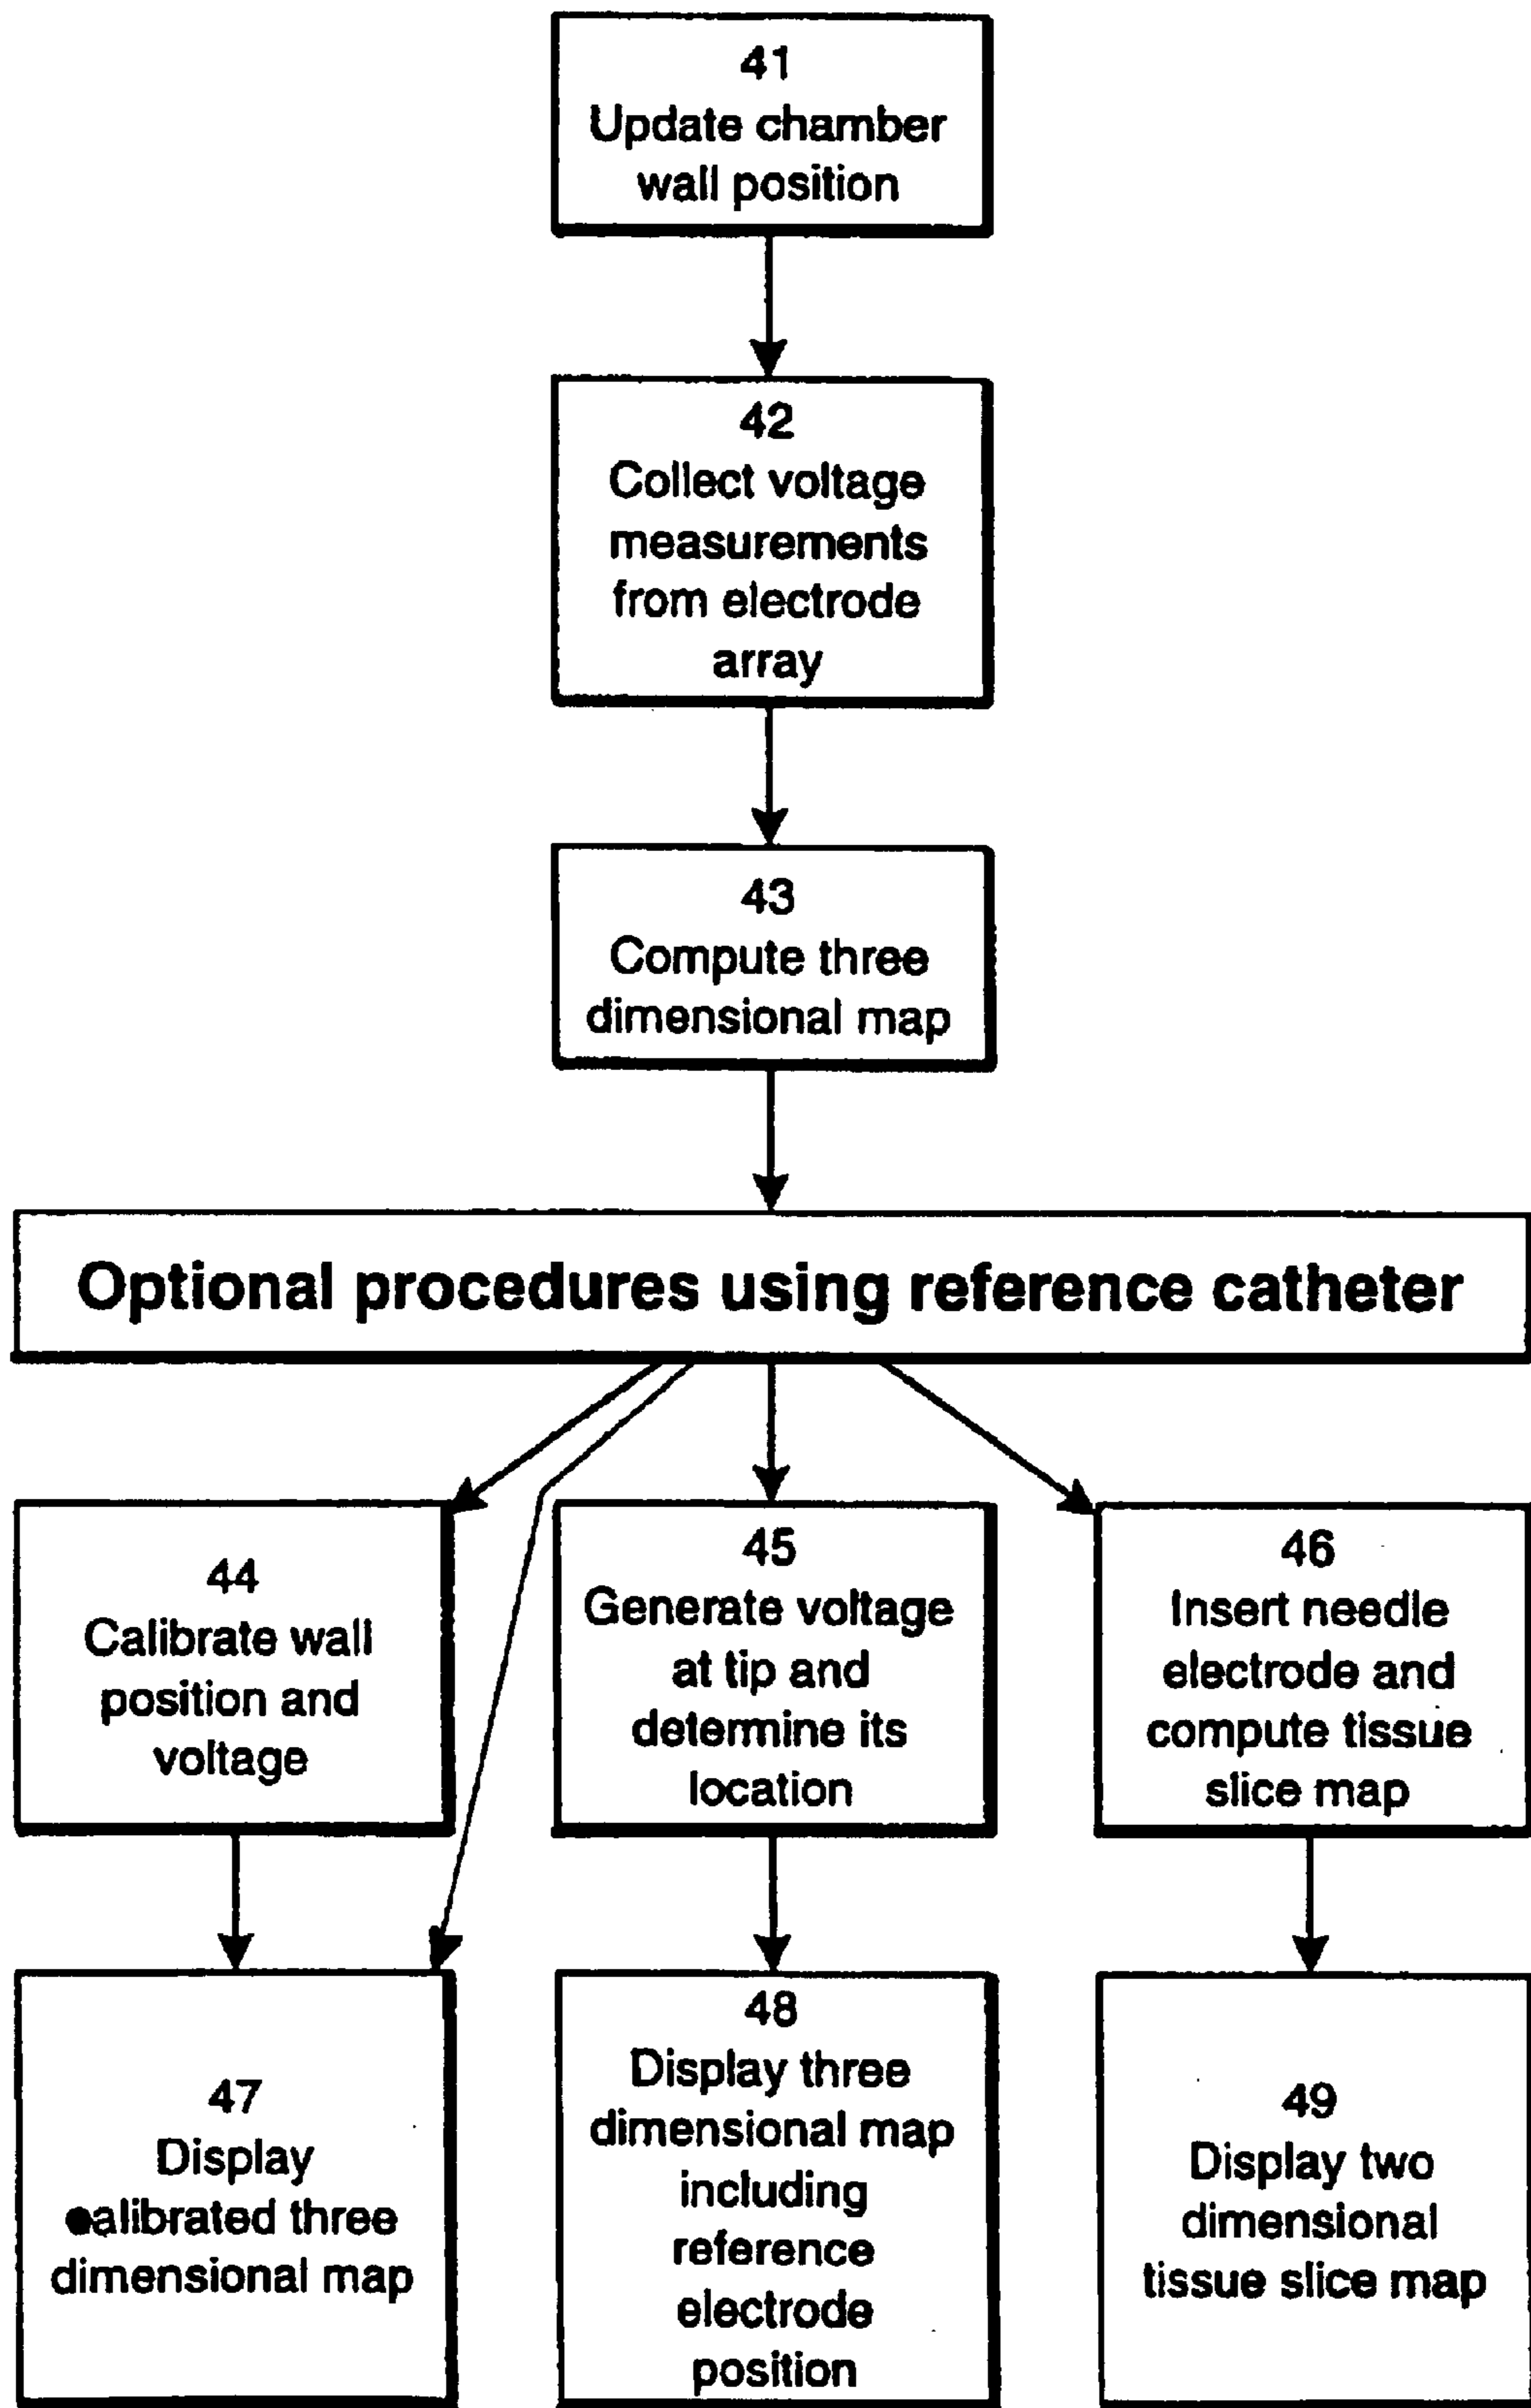 41
Update chamber
wall position
42
Collect voltage
measurements
from electrode
array
43
Compute three
dimensional map
Optional procedures using reference catheter
44
Calibrate wall
position and
voltage
45
Generate voltage
at tip and
determine its
location
46
Insert needle
electrode and
compute tissue
slice map
47
Display
calibrated three
dimensional map
48
Display three
dimensional map
including
reference
electrode
position
49
Display two
dimensional
tissue slice map